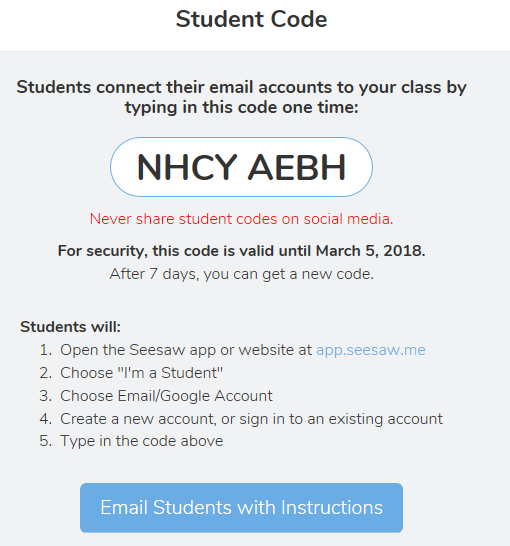 Student Code
Students connect their email accounts to your class by
typing in this code one time:
NHCY AEBH
Never share student codes on social media.
For security, this code is valid until March 5, 2018.
After 7 days, you can get a new code.
Students will:
1. Open the Seesaw app or website at app.seesaw.me
2. Choose "I'm a Student"
3. Choose Email/Google Account
4. Create a new account, or sign in to an existing account
5. Type in the code above
Email Students with Instructions